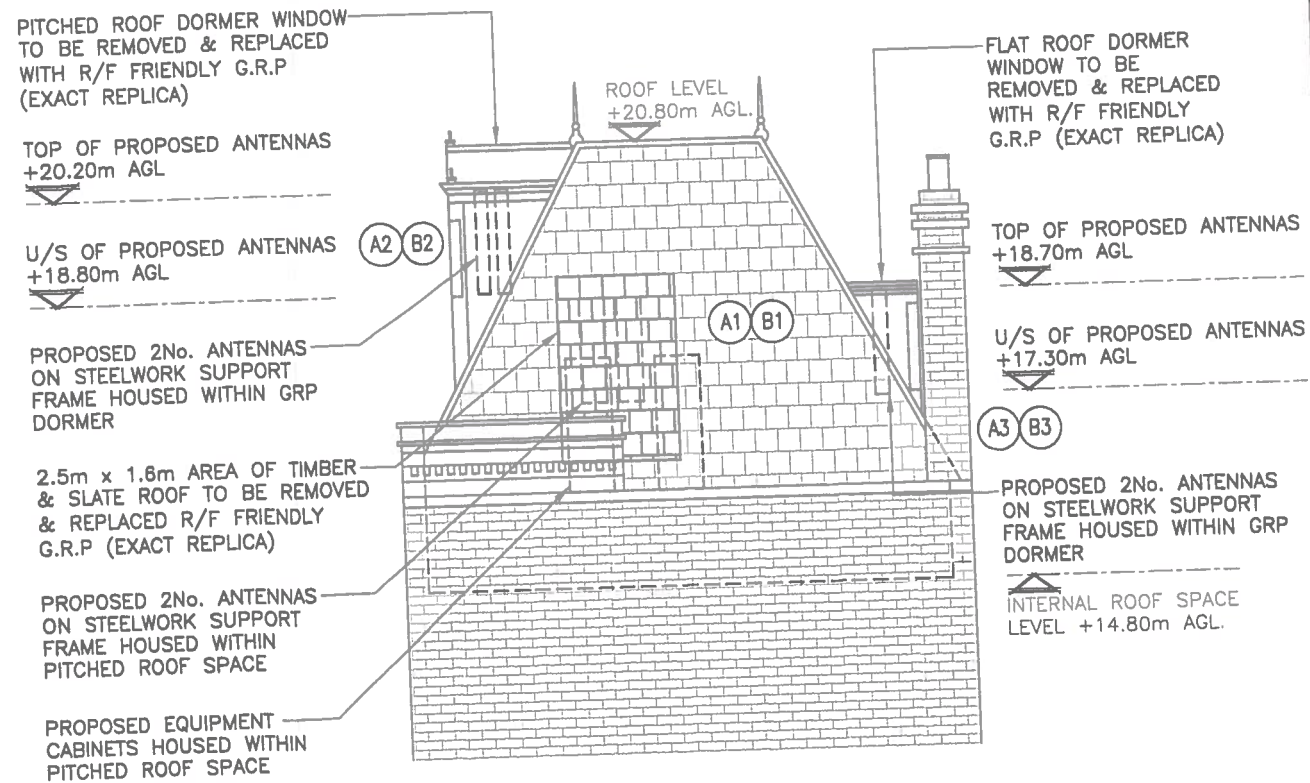 PITCHED ROOF DORMER WINDOW
TO BE REMOVED & REPLACED
WITH R/F FRIENDLY G.R.P
(EXACT REPLICA)
TOP OF PROPOSED ANTENNAS
+20.20m AGL
U/S OF PROPOSED ANTENNAS
+18.80m AGL
PROPOSED 2No. ANTENNAS
ON STEELWORK SUPPORT
FRAME HOUSED WITHIN GRP
DORMER
2.5m x 1.6m AREA OF TIMBER
& SLATE ROOF TO BE REMOVED
& REPLACED R/F FRIENDLY
G.R.P (EXACT REPLICA)
PROPOSED 2No. ANTENNAS
ON STEELWORK SUPPORT
FRAME HOUSED WITHIN
PITCHED ROOF SPACE
PROPOSED EQUIPMENT
CABINETS HOUSED WITHIN
PITCHED ROOF SPACE
ROOF LEVEL
+20.80m AGL.
A2 B2
A1 B1
A3 B3
FLAT ROOF DORMER
WINDOW TO BE
REMOVED & REPLACED
WITH R/F FRIENDLY
G.R.P (EXACT REPLICA)
TOP OF PROPOSED ANTENNAS
+18.70m AGL
U/S OF PROPOSED ANTENNAS
+17.30m AGL
PROPOSED 2No. ANTENNAS
ON STEELWORK SUPPORT
FRAME HOUSED WITHIN GRP
DORMER
INTERNAL ROOF SPACE
LEVEL +14.80m AGL.